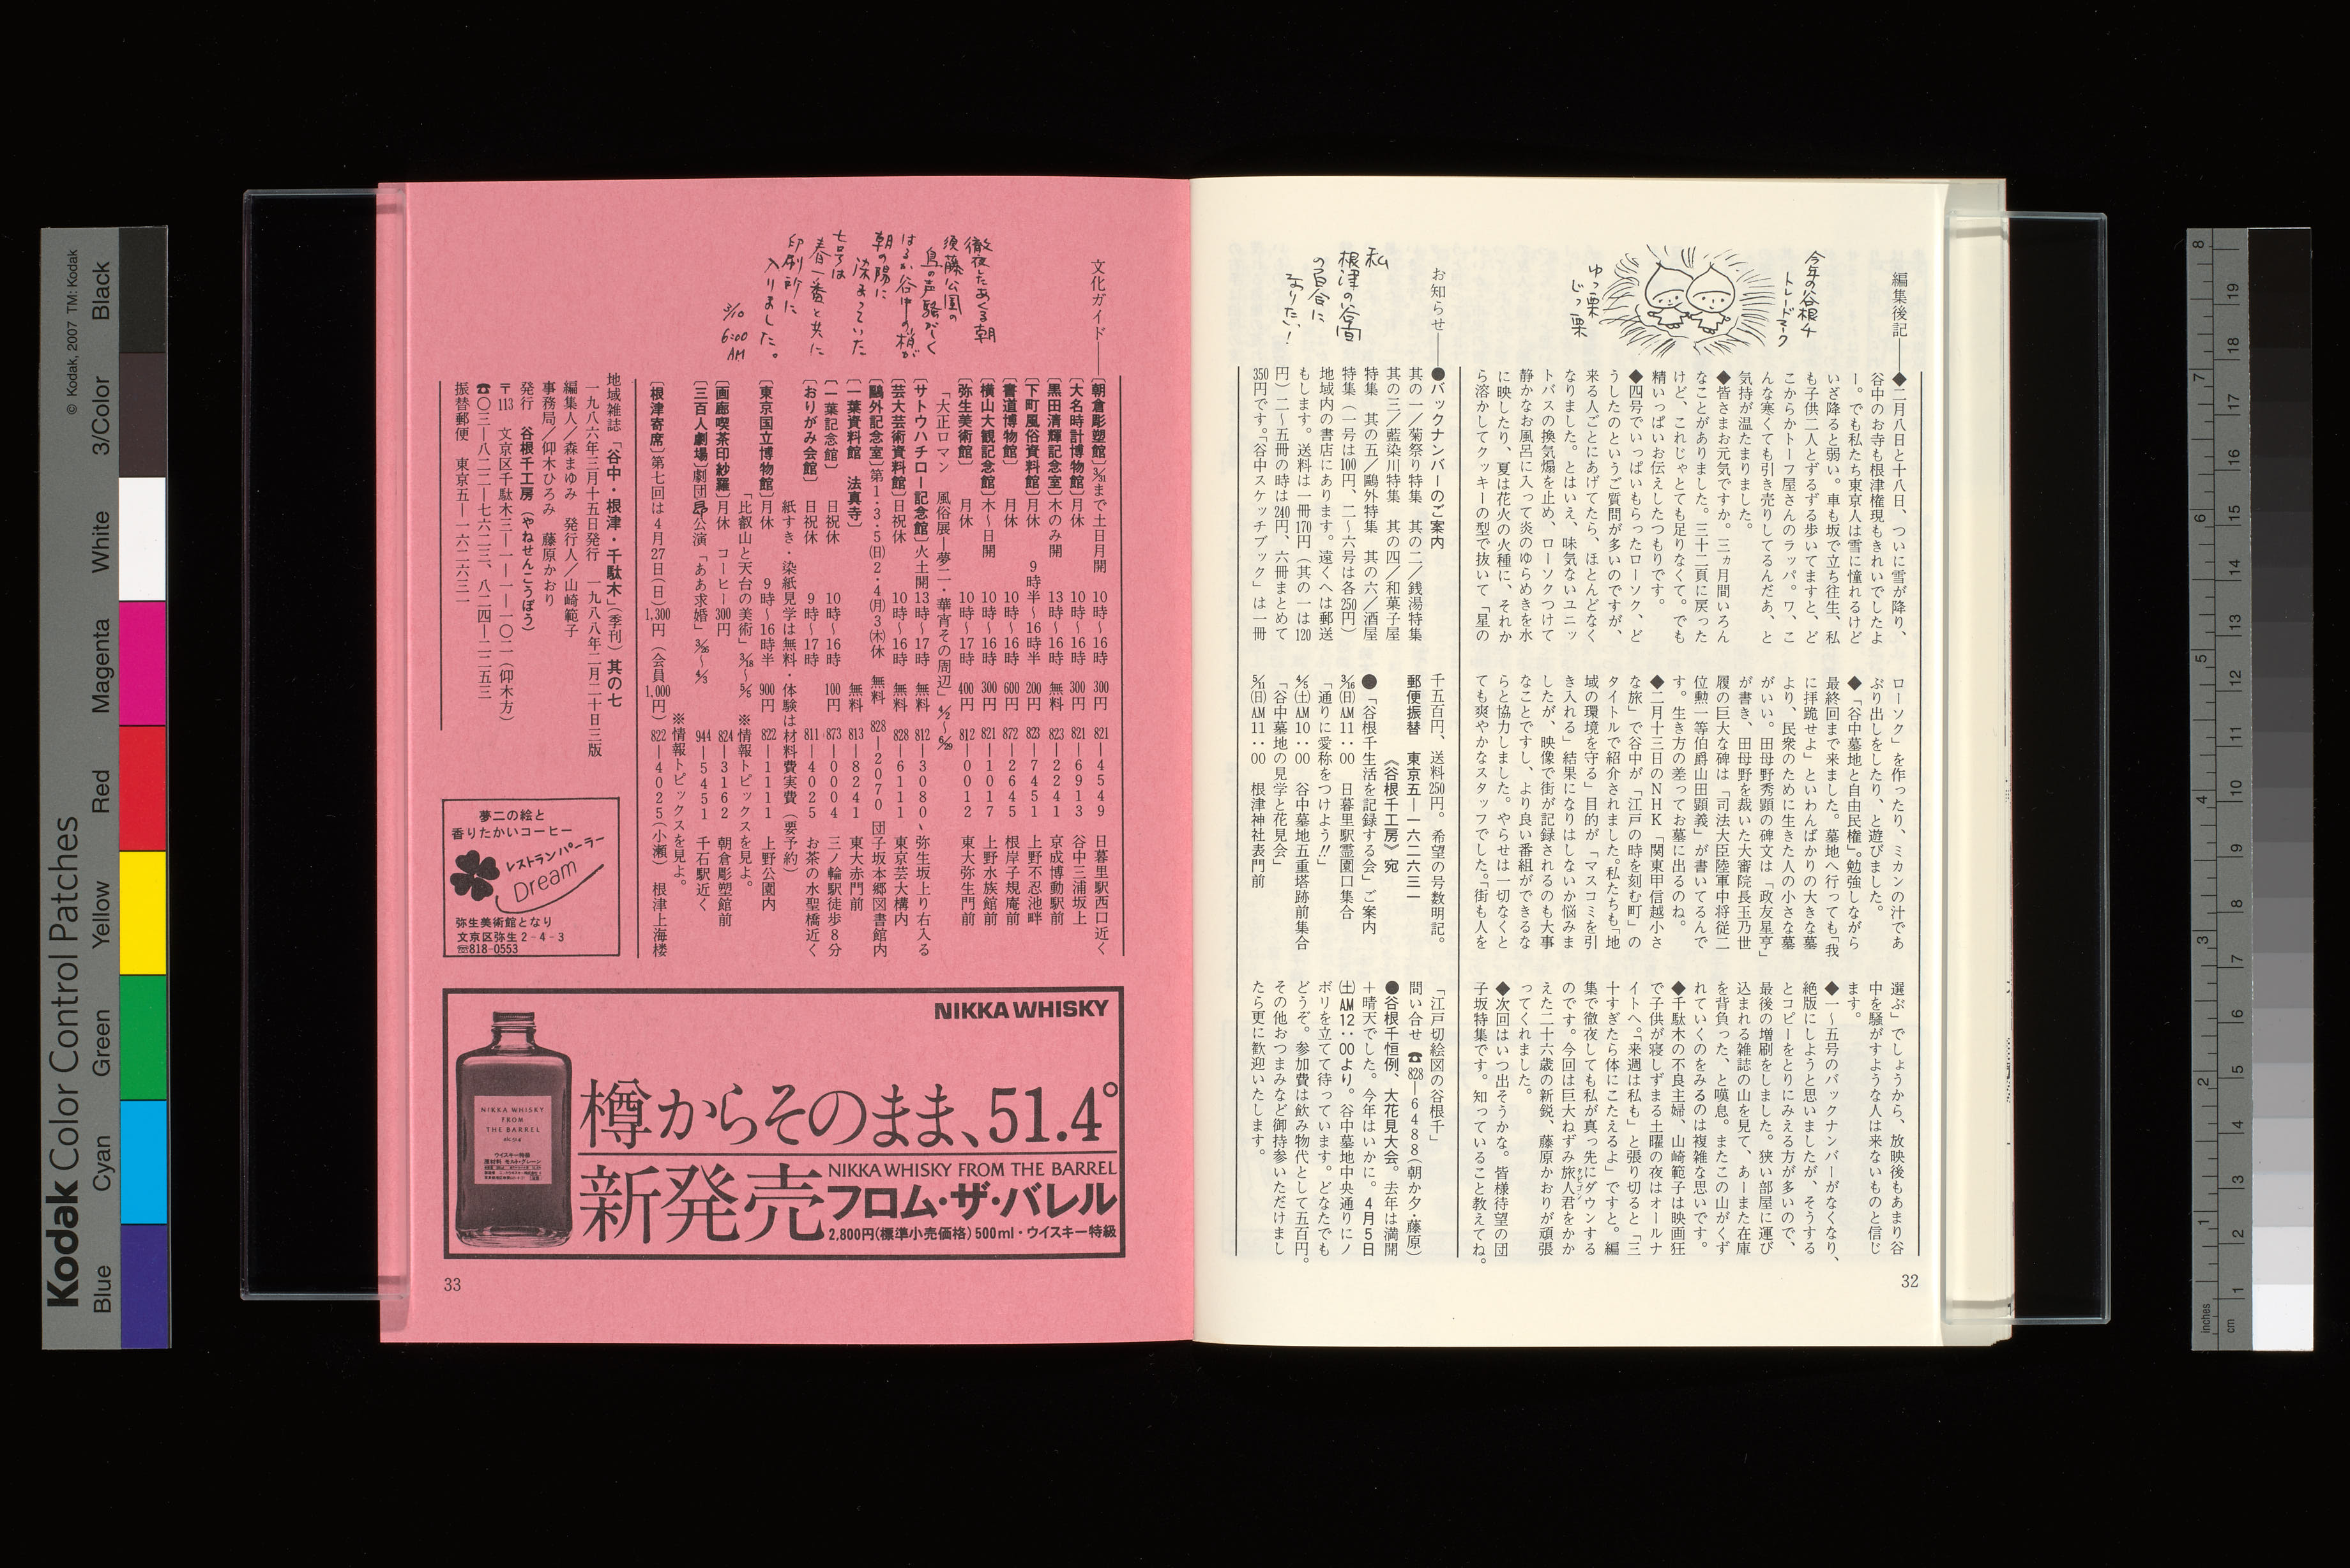 編集後記
今年の谷根千
トレードマーク
ゆっ栗
じっ栗
◆二月八日と十八日、ついに雪が降り、
谷中のお寺も根津権現もきれいでしたよ
ー。でも私たち東京人は雪に憧れるけど
いざ降ると弱い。車も坂で立ち往生、私
も子供二人とずるずる歩いてますと、ど
こからかトーフ屋さんのラッパ。ワ、こ
んな寒くても引き売りしてるんだあ、と
気持が温たまりました。
◆皆さまお元気ですか。三ヵ月間いろん
なことがありました。三十二頁に戻った
けど、これじゃとても足りなくて。でも
精いっぱいお伝えしたつもりです。
◆四号でいっぱいもらったローソク、ど
うしたのというご質問が多いのですが、
来る人ごとにあげてたら、ほとんどなく
なりました。とはいえ、味気ないユニッ
トバスの換気煽を止め、ローソクつけて
静かなお風呂に入って炎のゆらめきを水
に映したり、夏は花火の火種に、それか
ら溶かしてクッキーの型で抜いて「星の
ローソク」を作ったり、ミカンの汁であ
ぶり出しをしたり、と遊びました。
◆「谷中墓地と自由民権」。勉強しながら
最終回まで来ました。墓地へ行っても「我
に拝跪せよ」といわんばかりの大きな墓
より、民衆のために生きた人の小さな墓
がいい。田母野秀顕の碑文は「政友星亨」
が書き、田母野を裁いた大審院長玉乃世
履の巨大な碑は「司法大臣陸軍中将従二
位勲一等伯爵山田顕義」が書いてるんで
す。生き方の差ってお墓に出るのね。
◆二月十三日のNHK「関東甲信越小さ
な旅」で谷中が「江戸の時を刻む町」の
タイトルで紹介されました。私たちも「地
域の環境を守る」目的が「マスコミを引
き入れる」結果になりはしないか悩みま
したが、映像で街が記録されるのも大事
なことですし、より良い番組ができるな
らと協力しました。やらせは一切なくと
ても爽やかなスタッフでした。「街も人を
選ぶ」でしょうから、放映後もあまり谷
中を騒がすような人は来ないものと信じ
ます。
◆一〜五号のバックナンバーがなくなり、
絶版にしようと思いましたが、そうする
とコピーをとりにみえる方が多いので、
最後の増刷をしました。狭い部屋に運び
込まれる雑誌の山を見て、あーまた在庫
を背負った、と嘆息。またこの山がくず
れていくのをみるのは複雑な思いです。
◆千駄木の不良主婦、山崎範子は映画狂
で子供が寝しずまる土曜の夜はオールナ
イトへ。「来週は私も」と張り切ると「三
十すぎたら体にこたえるよ」ですと。編
集で徹夜しても私が真っ先にダウンする
のです。今回は巨大ねずみ旅人君をかか
えた二十六歳の新鋭、藤原かおりが頑張
ってくれました。
◆次回はいつ出そうかな。皆様待望の団
子坂特集です。知っていること教えてね。
お知らせ
私
根津の谷間
の百合に
なりたい!
●バックナンバーのご案内
其の一/菊祭り特集 其の二/銭湯特集
其の三/藍染川特集 其の四/和菓子屋
特集 其の五/鷗外特集 其の六/酒屋
特集(一号は100円、二〜六号は各250円)
地域内の書店にあります。遠くへは郵送
もします。送料は一冊170円(其の一は120
円)二〜五冊の時は240円、六冊まとめて
350円です。「谷中スケッチブック」は一冊
千五百円、送料250円。希望の号数明記。
郵便振替 東京五―一六二六三一
《谷根千工房》宛
●「谷根千生活を記録する会」ご案内
3/16(日)AM11:00 日暮里駅霊園口集合
「通りに愛称をつけよう!!」
4/5(土)AM10:00 谷中墓地五重塔跡前集合
「谷中墓地の見学と花見会」
5/11(日)AM11:00 根津神社表門前
「江戸切絵図の谷根千」
問い合せ ☎828―6488(朝か夕・藤原)
●谷根千恒例、大花見大会。去年は満開
+晴天でした。今年はいかに。4月5日
(土)AM12:00より。谷中墓地中央通りにノ
ボリを立てて待っています。どなたでも
どうぞ。参加費は飲み物代として五百円。
その他おつまみなど御持参いただけまし
たら更に歓迎いたします。
32
文化ガイド
徹夜したあくる朝
須藤公園の
鳥の声騒がしく
はるか谷中の梢が
朝の陽に
染まっていた
七号は
春一番と共に
印刷所に
入りました。
3/10
6:00
AM
〔朝倉彫塑館〕3/31まで土日月開 10時〜16時 300円 821―4549 日暮里駅西口近く
〔大名時計博物館〕月休 10時〜16時 300円 821―6913 谷中三浦坂上
〔黒田清輝記念室〕木のみ開 13時〜16時 無料 823―2241 京成博動駅前
〔下町風俗資料館〕月休 9時半〜16時半 200円 823―7451 上野不忍池畔
〔書道博物館〕 月休 10時〜16時 600円 872―2645 根岸子規庵前
〔横山大観記念館〕木〜日開 10時〜16時 300円 821―1017 上野水族館前
〔弥生美術館〕 月休 10時〜17時 400円 812―0012 東大弥生門前
「大正ロマン 風俗展―夢二・華宵その周辺」4/2〜6/29
〔サトウハチロー記念館〕火土開 13時〜17時 無料 812―3080、弥生坂上り右入る
〔芸大芸術資料館〕日祝休 10時〜16時 無料 828―6111 東京芸大構内
〔鷗外記念室〕第1・3・5(日)2・4(月)3(木)休 無料 828―2070 団子坂本郷図書館内
〔一葉資料館 法真寺〕 無料 813―8241 東大赤門前
〔一葉記念館〕 日祝休 10時〜16時 100円 873―0004 三ノ輪駅徒歩8分
〔おりがみ会館〕 日祝休 9時〜17時 811―4025 お茶の水聖橋近く
紙すき・染紙見学は無料・体験は材料費実費(要予約)
〔東京国立博物館〕月休 9時〜16時半 900円 822―1111 上野公園内
「比叡山と天台の美術」3/18〜5/5 ※情報トピックスを見よ。
〔画廊喫茶印紗羅〕月休 コーヒー300円 824―3162 朝倉彫塑館前
〔三百人劇場〕劇団昴公演「ああ求婚」3/26〜4/3 944―5451 千石駅近く
※情報トピックスを見よ。
〔根津寄席〕第七回は4月27日(日)1,300円(会員1,000円)822―4025(小瀬) 根津上海楼
地域雑誌「谷中・根津・千駄木」(季刊)其の七
一九八六年三月十五日発行 一九八八年二月二十日三版
編集人/森まゆみ 発行人/山崎範子
事務局/仰木ひろみ 藤原かおり
発行 谷根千工房(やねせんこうぼう)
〒113 文京区千駄木三―一―一―一〇二(仰木方)
☎〇三―八二二―七六二三、八二四―二二五三
振替郵便 東京五―一六二六三一
夢二の絵と
香りたかいコーヒー
レストランパーラー
Dream
弥生美術館となり
文京区弥生2-4-3
☏818-0553
NIKKA WHISKY
樽からそのまま、51.4°
新発売
NIKKA WHISKY FROM THE BARREL
フロム・ザ・バレル
2,800円(標準小売価格)500ml・ウイスキー特級
NIKKA WHISKY
FROM
THE BARREL
alc. 51.4°
ウイスキー特級
原材料 モルト・グレーン
33
Kodak Color Control Patches
© Kodak, 2007 TM: Kodak
Blue Cyan Green Yellow Red Magenta White 3/Color Black
inches
1 2 3 4 5 6 7 8
cm
1 2 3 4 5 6 7 8 9 10 11 12 13 14 15 16 17 18 19